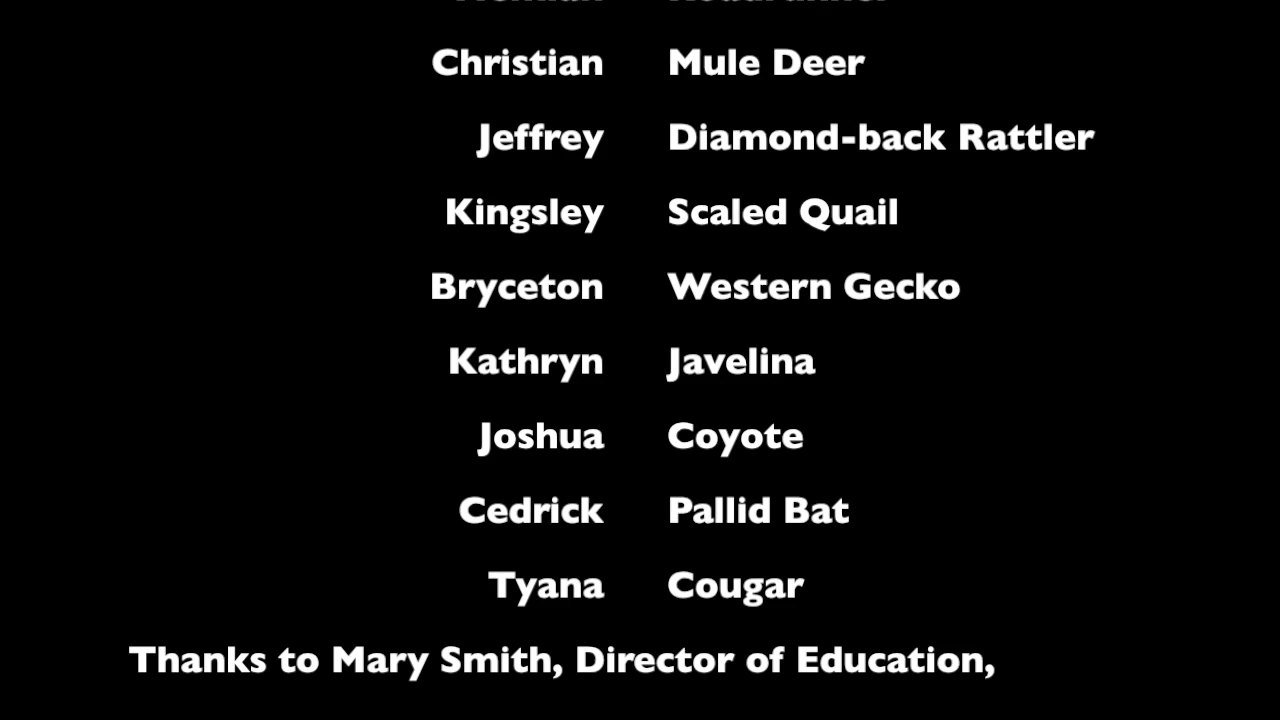 Christian Mule Deer
Jeffrey Diamond-back Rattler
Kingsley Scaled Quail
Bryceton Western Gecko
Kathryn Javelina
Joshua Coyote
Cedrick Pallid Bat
Tyana Cougar
Thanks to Mary Smith, Director of Education,